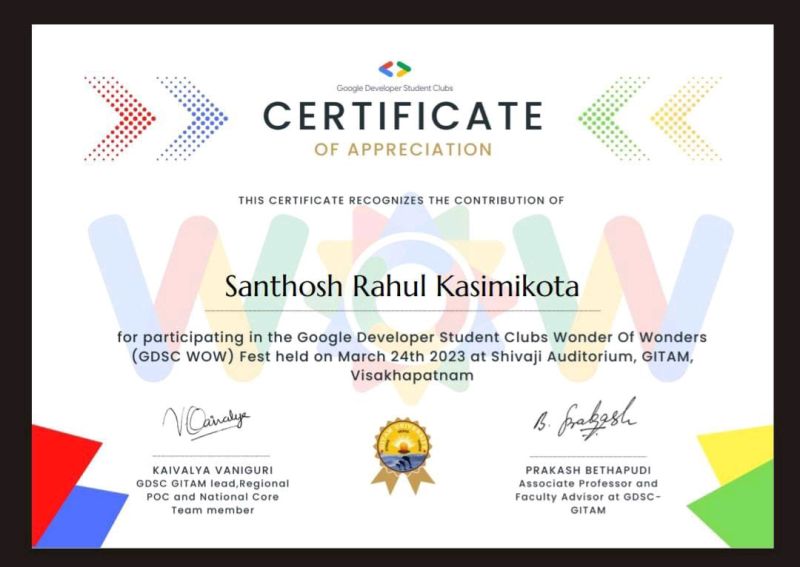 Google Developer Student Clubs
CERTIFICATE
OF APPRECIATION
THIS CERTIFICATE RECOGNIZES THE CONTRIBUTION OF
WOW
Santhosh Rahul Kasimikota
for participating in the Google Developer Student Clubs Wonder Of Wonders
(GDSC WOW) Fest held on March 24th 2023 at Shivaji Auditorium, GITAM,
Visakhapatnam
V Kaivalya
B. Prakash
KAIVALYA VANIGURI
GDSC GITAM lead,Regional
POC and National Core
Team member
PRAKASH BETHAPUDI
Associate Professor and
Faculty Advisor at GDSC-
GITAM